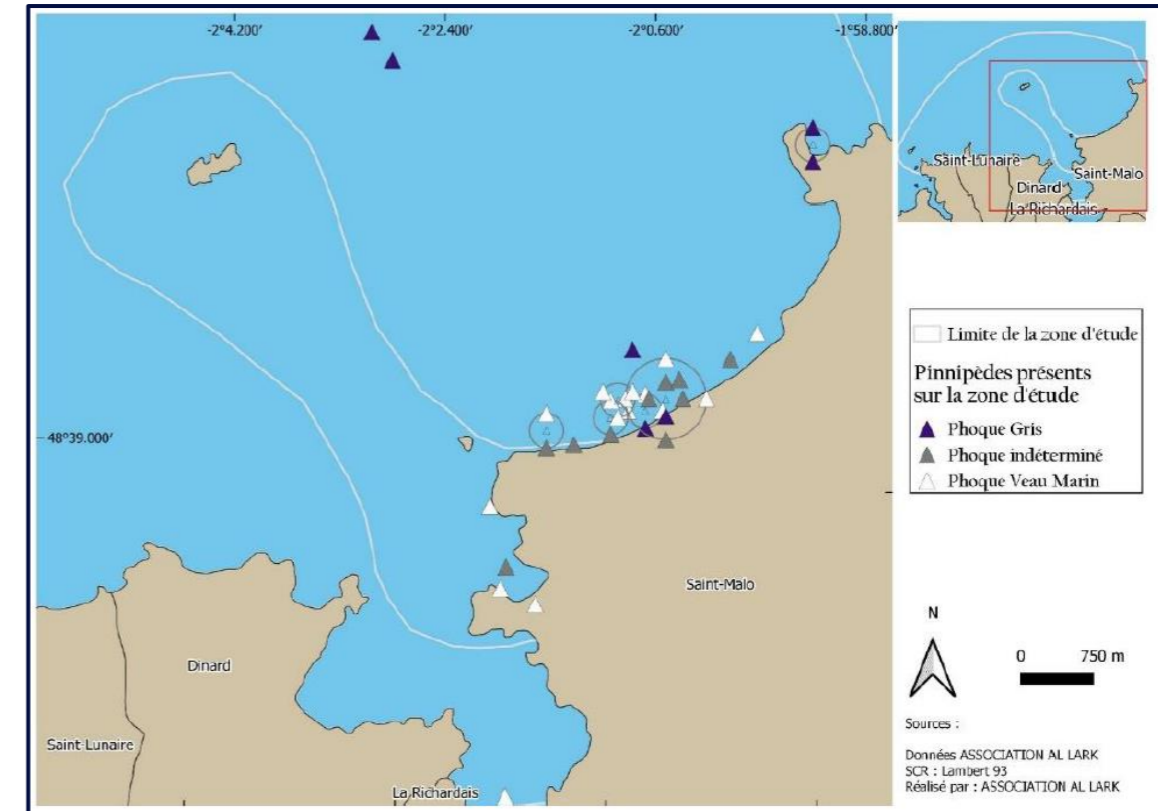 -2°4.200'
-2°2.400'
-2°0.600'
-1°58.800'
Saint-Lunaire
Saint-Malo
Dinard
La Richardais
Limite de la zone d'étude
Pinnipèdes présents
sur la zone d'étude
Phoque Gris
Phoque indéterminé
Phoque Veau Marin
48°39.000'
Saint-Malo
Dinard
Saint-Lunaire
La Richardais
N
0 750 m
Sources :
Données ASSOCIATION AL LARK
SCR : Lambert 93
Réalisé par : ASSOCIATION AL LARK